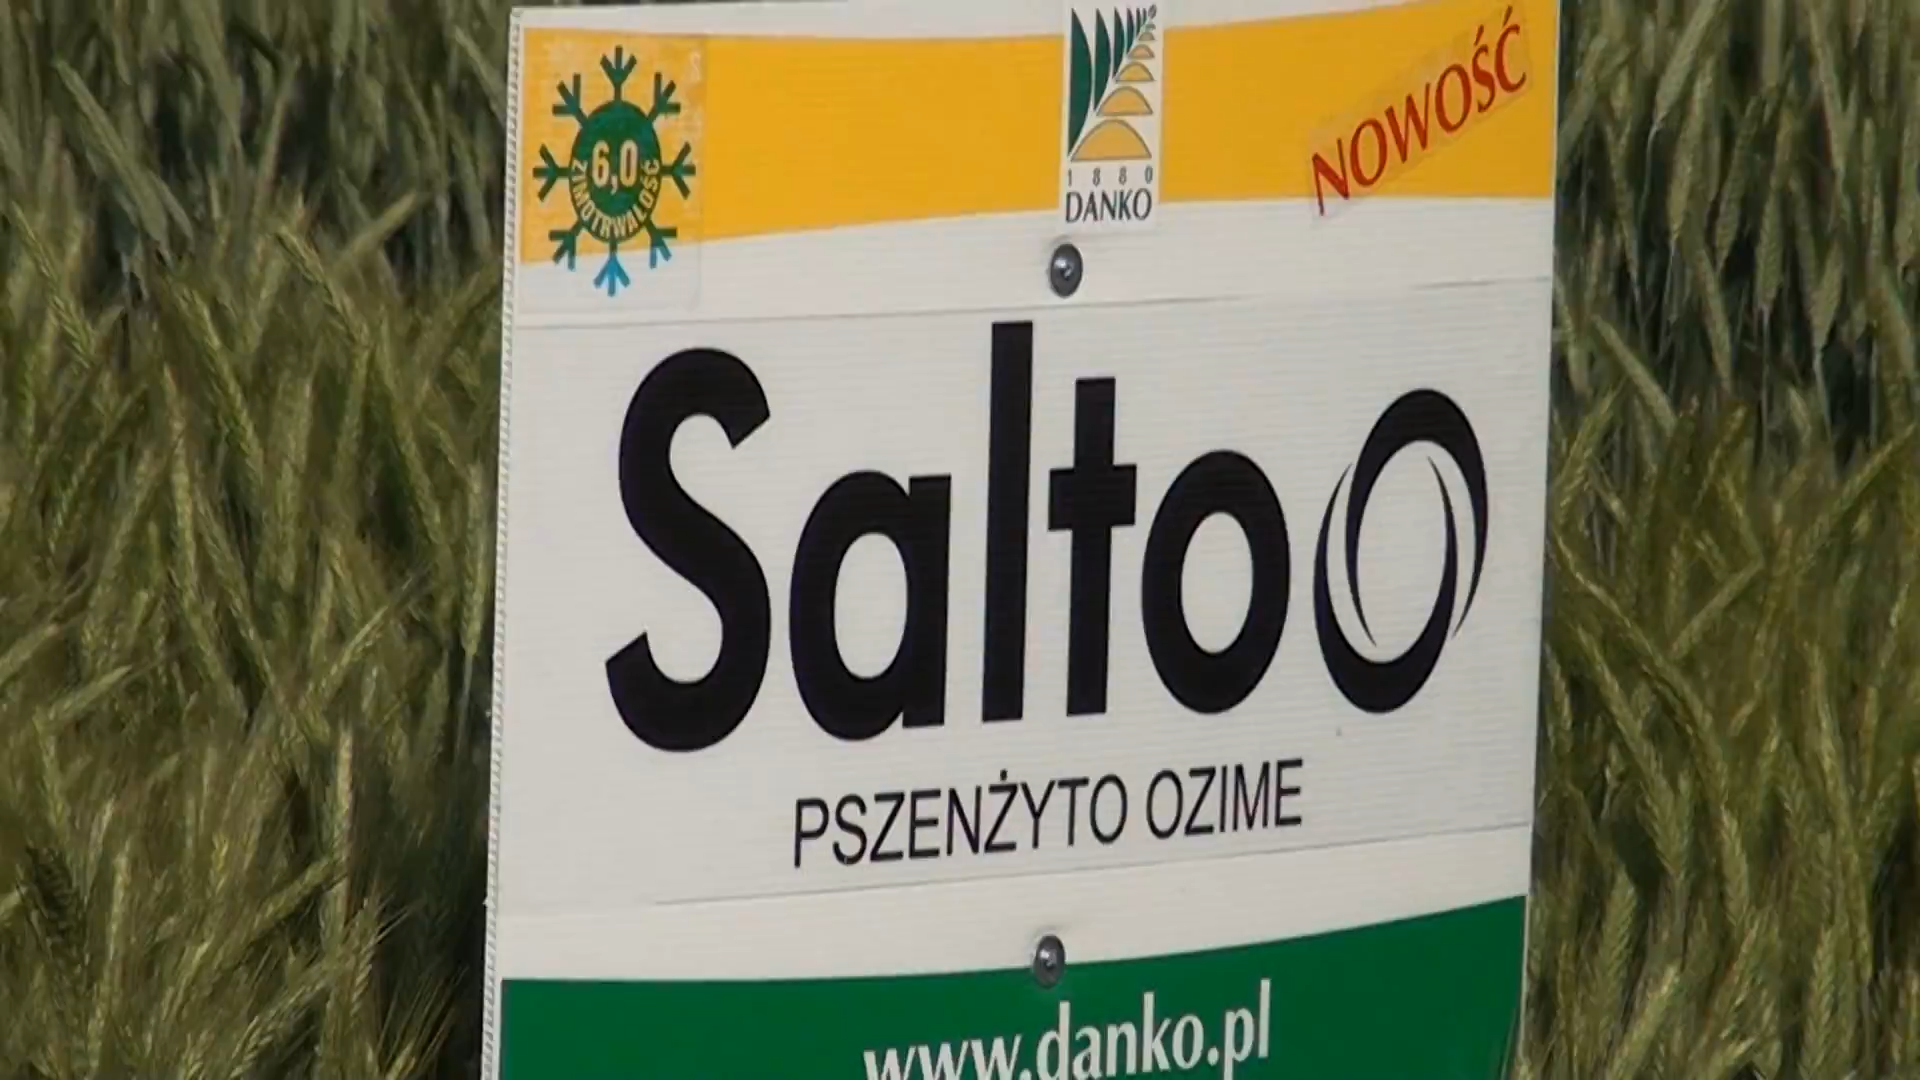 6,0
ZIMOTRWAŁOŚĆ
1880
DANKO
NOWOŚĆ
Salto
PSZENŻYTO OZIME
www.danko.pl